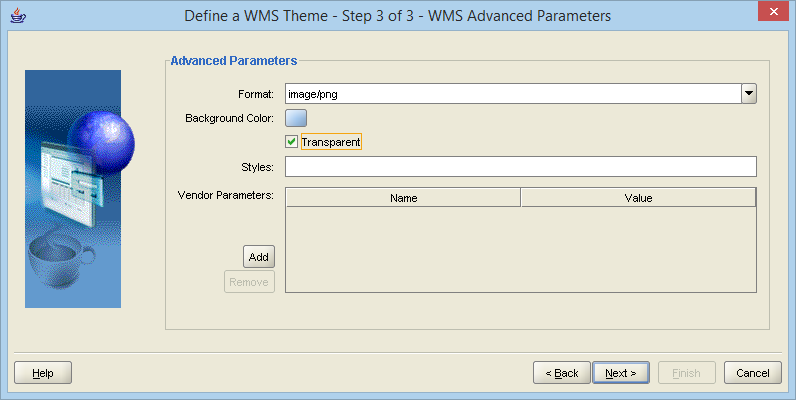 Define a WMS Theme - Step 3 of 3 - WMS Advanced Parameters
Advanced Parameters
Format: image/png
Background Color:
Transparent
Styles:
Vendor Parameters: Name Value
Add
Remove
Help < Back Next > Finish Cancel